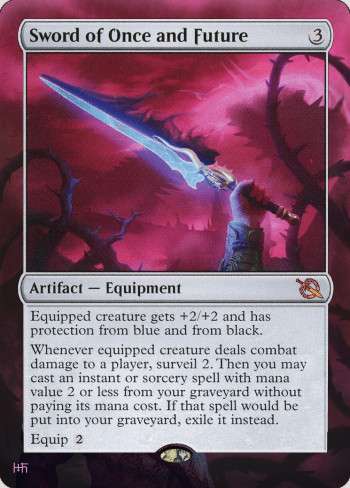 Sword of Once and Future 3
Artifact — Equipment
Equipped creature gets +2/+2 and has
protection from blue and from black.
Whenever equipped creature deals combat
damage to a player, surveil 2. Then you may
cast an instant or sorcery spell with mana
value 2 or less from your graveyard without
paying its mana cost. If that spell would be
put into your graveyard, exile it instead.
Equip 2